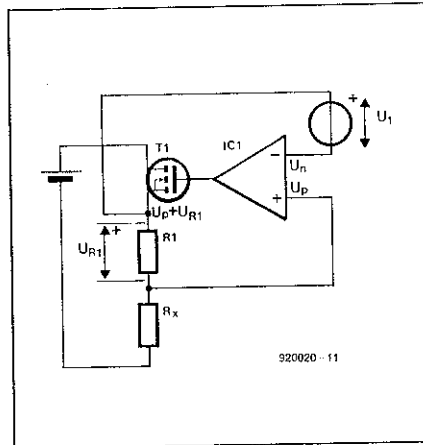 +
U1
T1
IC1
−
Un
Up
+
Up+UR1
+
UR1
R1
Rx
920020 - 11